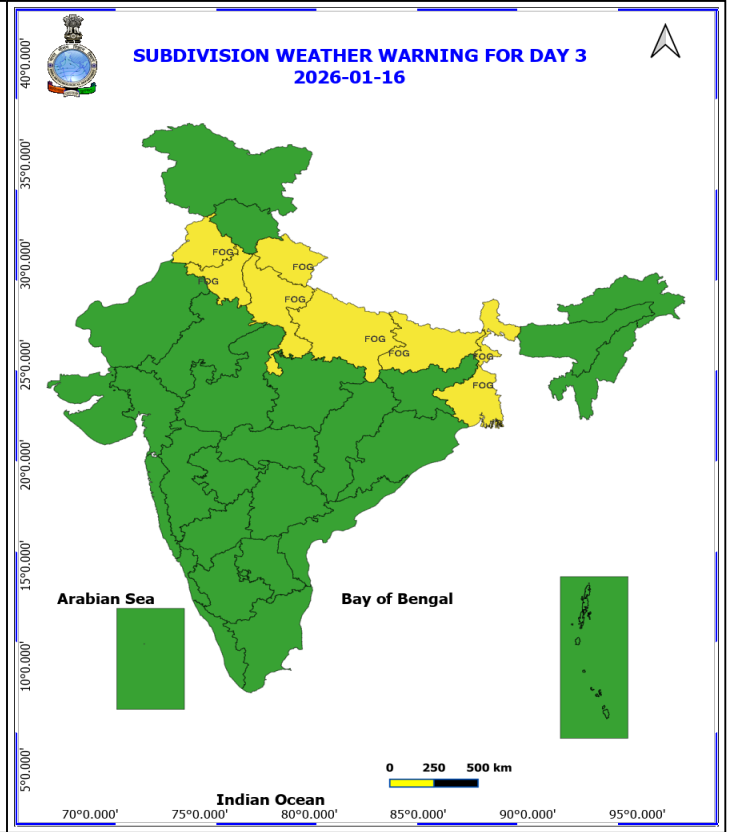 SUBDIVISION WEATHER WARNING FOR DAY 3
2026-01-16
40°0.000'
35°0.000'
30°0.000'
25°0.000'
20°0.000'
15°0.000'
10°0.000'
5°0.000'
FOG
FOG
FOG
FOG
FOG
FOG
FOG
FOG
Arabian Sea
Bay of Bengal
0 250 500 km
Indian Ocean
70°0.000' 75°0.000' 80°0.000' 85°0.000' 90°0.000' 95°0.000'